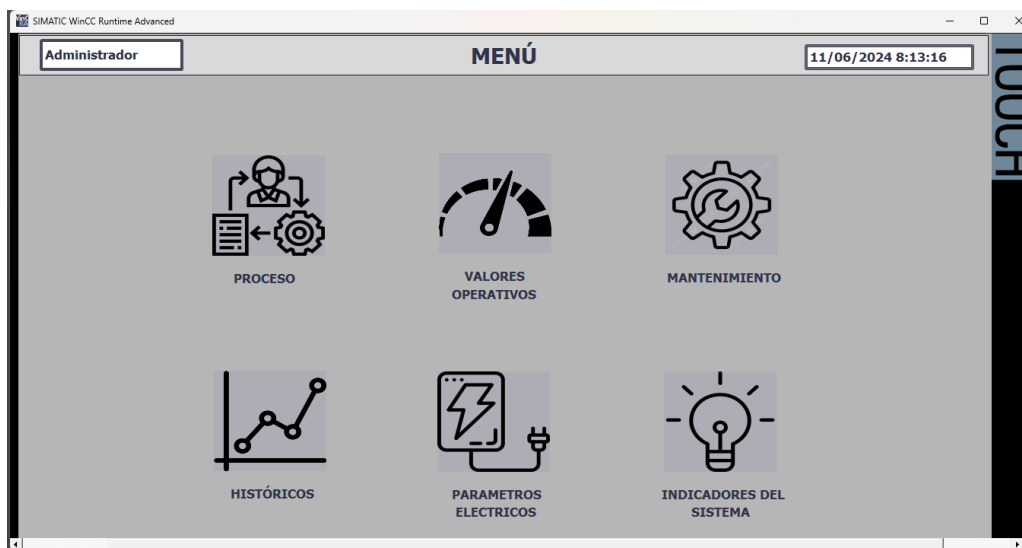 SIMATIC WinCC Runtime Advanced
Administrador
MENÚ
11/06/2024 8:13:16
TOUCH
PROCESO
VALORES
OPERATIVOS
MANTENIMIENTO
HISTÓRICOS
PARAMETROS
ELECTRICOS
INDICADORES DEL
SISTEMA